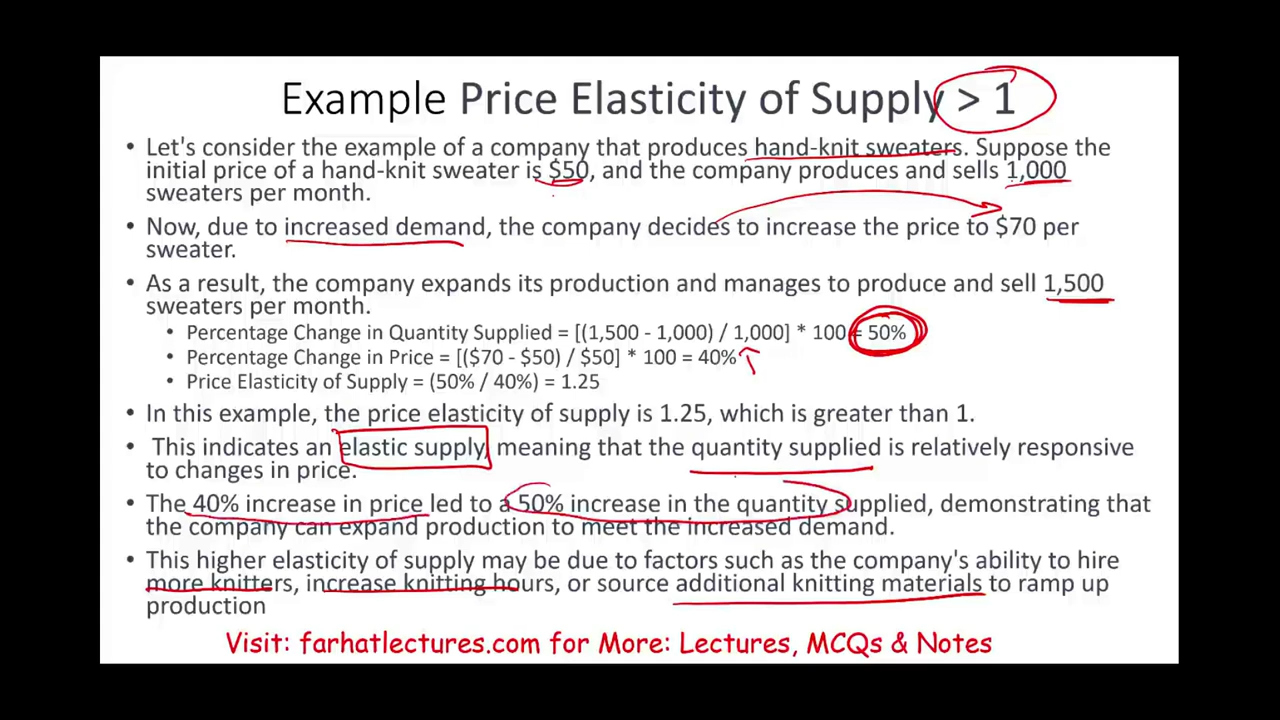 Example Price Elasticity of Supply > 1
• Let's consider the example of a company that produces hand-knit sweaters. Suppose the
initial price of a hand-knit sweater is $50, and the company produces and sells 1,000
sweaters per month.
• Now, due to increased demand, the company decides to increase the price to $70 per
sweater.
• As a result, the company expands its production and manages to produce and sell 1,500
sweaters per month.
• Percentage Change in Quantity Supplied = [(1,500 - 1,000) / 1,000] * 100 = 50%
• Percentage Change in Price = [($70 - $50) / $50] * 100 = 40%
• Price Elasticity of Supply = (50% / 40%) = 1.25
• In this example, the price elasticity of supply is 1.25, which is greater than 1.
• This indicates an elastic supply, meaning that the quantity supplied is relatively responsive
to changes in price.
• The 40% increase in price led to a 50% increase in the quantity supplied, demonstrating that
the company can expand production to meet the increased demand.
• This higher elasticity of supply may be due to factors such as the company's ability to hire
more knitters, increase knitting hours, or source additional knitting materials to ramp up
production
Visit: farhatlectures.com for More: Lectures, MCQs & Notes